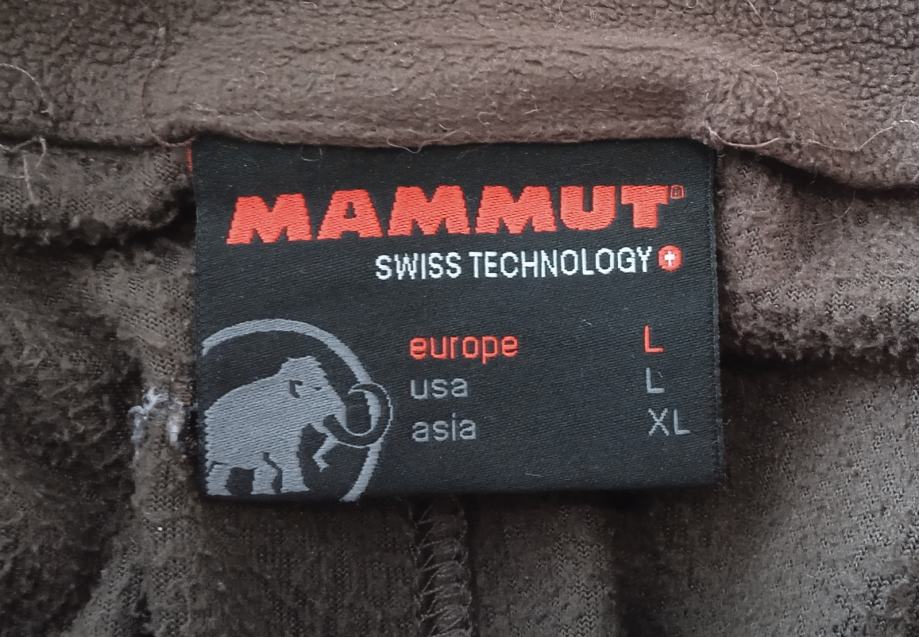 MAMMUT®
SWISS TECHNOLOGY
europe L
usa L
asia XL